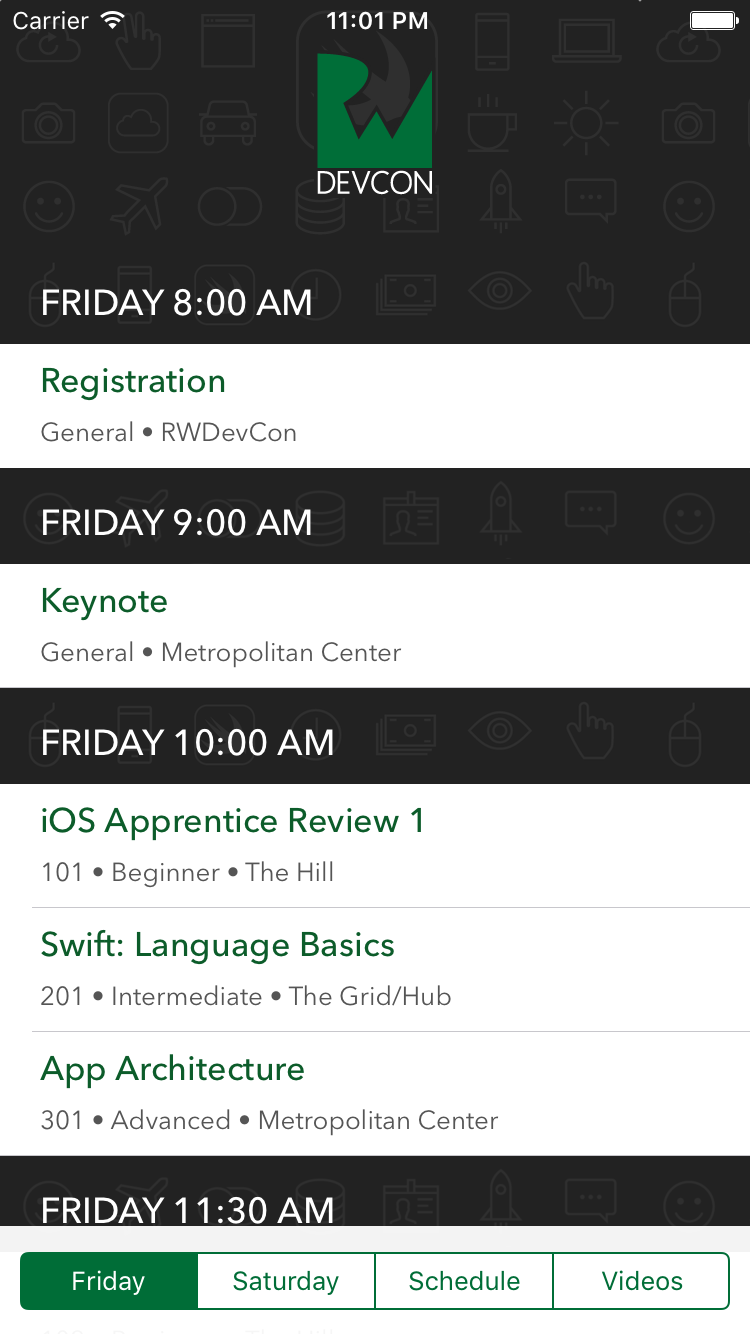 Carrier 11:01 PM
RW
DEVCON
FRIDAY 8:00 AM
Registration
General • RWDevCon
FRIDAY 9:00 AM
Keynote
General • Metropolitan Center
FRIDAY 10:00 AM
iOS Apprentice Review 1
101 • Beginner • The Hill
Swift: Language Basics
201 • Intermediate • The Grid/Hub
App Architecture
301 • Advanced • Metropolitan Center
FRIDAY 11:30 AM
Friday Saturday Schedule Videos